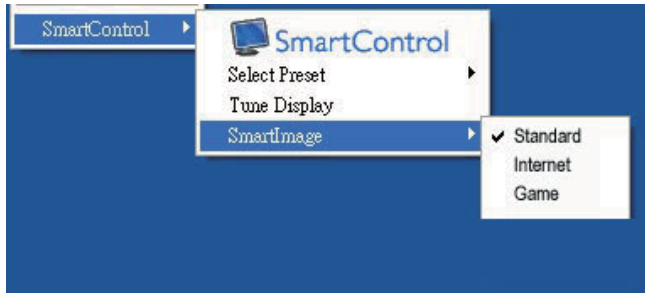 SmartControl
SmartControl
Select Preset
Tune Display
SmartImage
Standard
Internet
Game